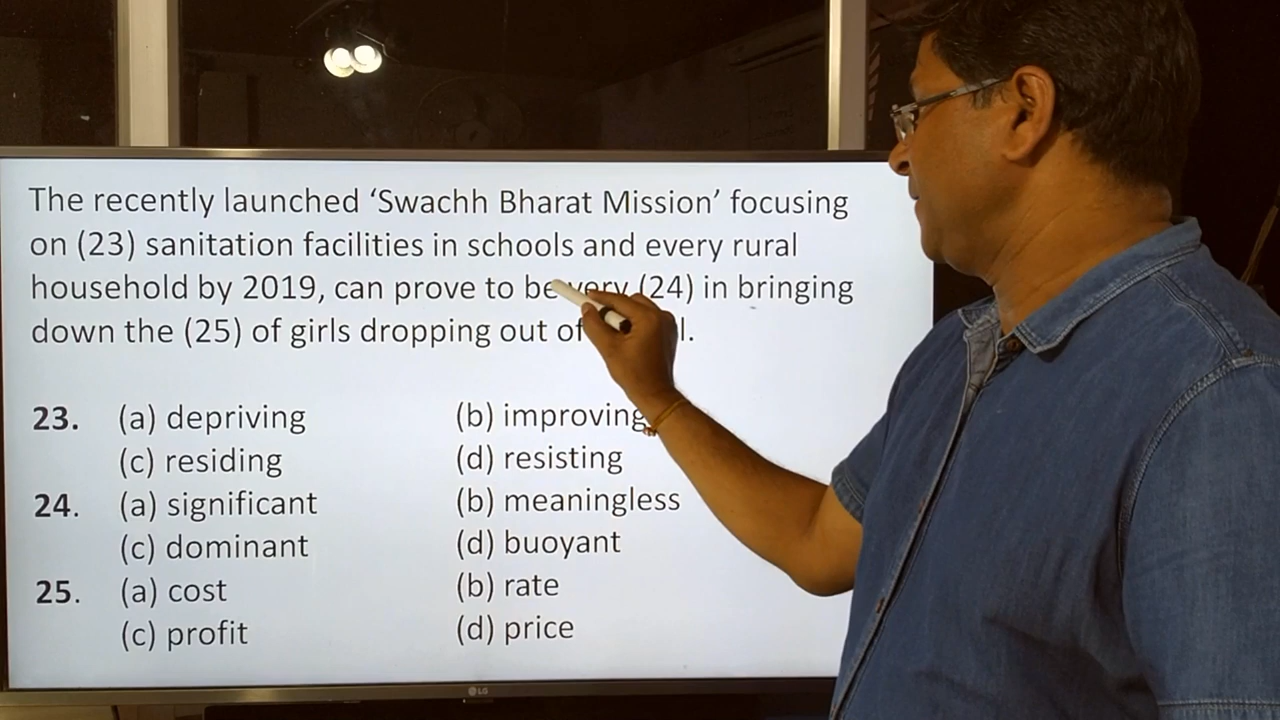 The recently launched ‘Swachh Bharat Mission’ focusing
on (23) sanitation facilities in schools and every rural
household by 2019, can prove to be very (24) in bringing
down the (25) of girls dropping out of
23. (a) depriving (b) improving
(c) residing (d) resisting
24. (a) significant (b) meaningless
(c) dominant (d) buoyant
25. (a) cost (b) rate
(c) profit (d) price
LG